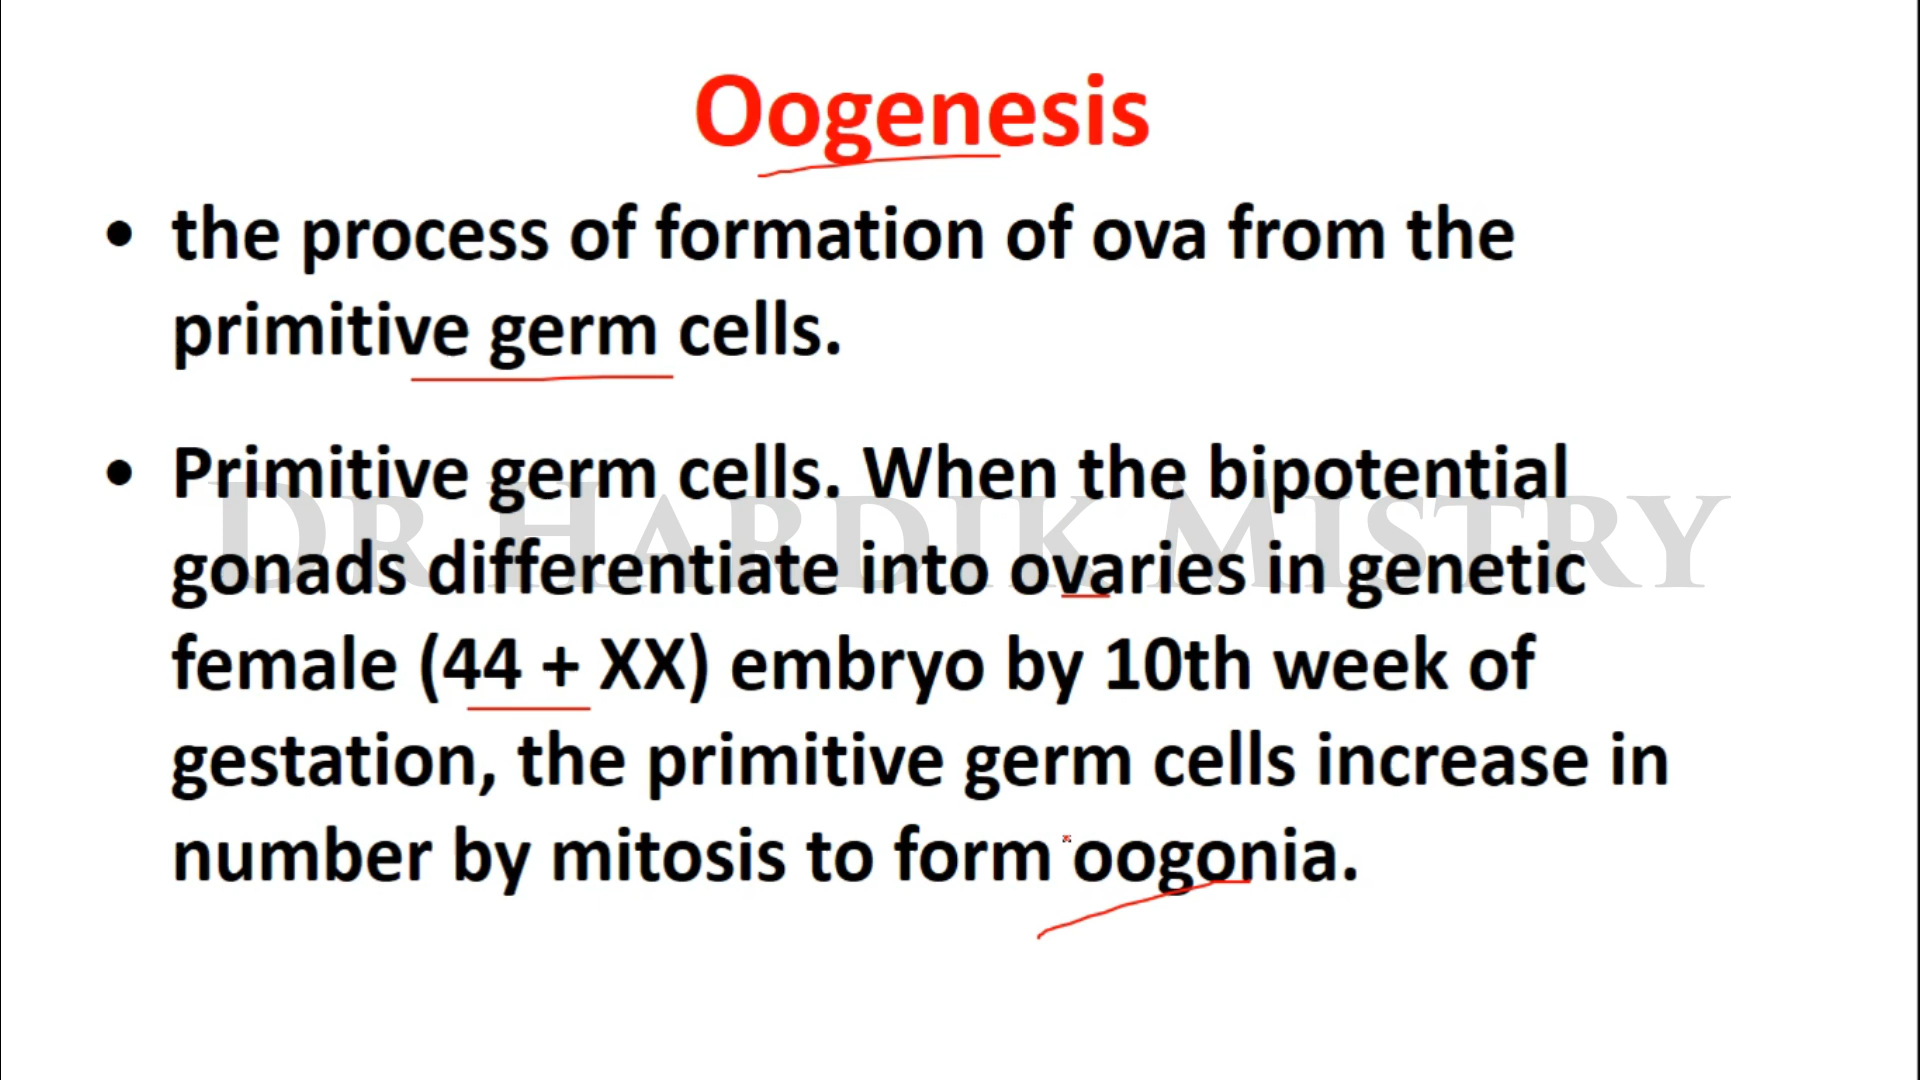 Oogenesis
• the process of formation of ova from the
primitive germ cells.
• Primitive germ cells. When the bipotential
gonads differentiate into ovaries in genetic
female (44 + XX) embryo by 10th week of
gestation, the primitive germ cells increase in
number by mitosis to form oogonia.
DR HARDIK MISTRY